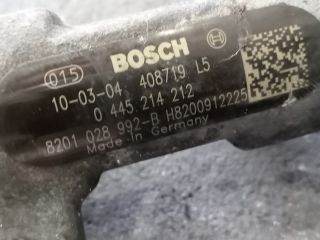 BOSCH
015
10-03-04 408719 L5
0 445 214 212
8201 028 992-B H8200912225
Made in Germany